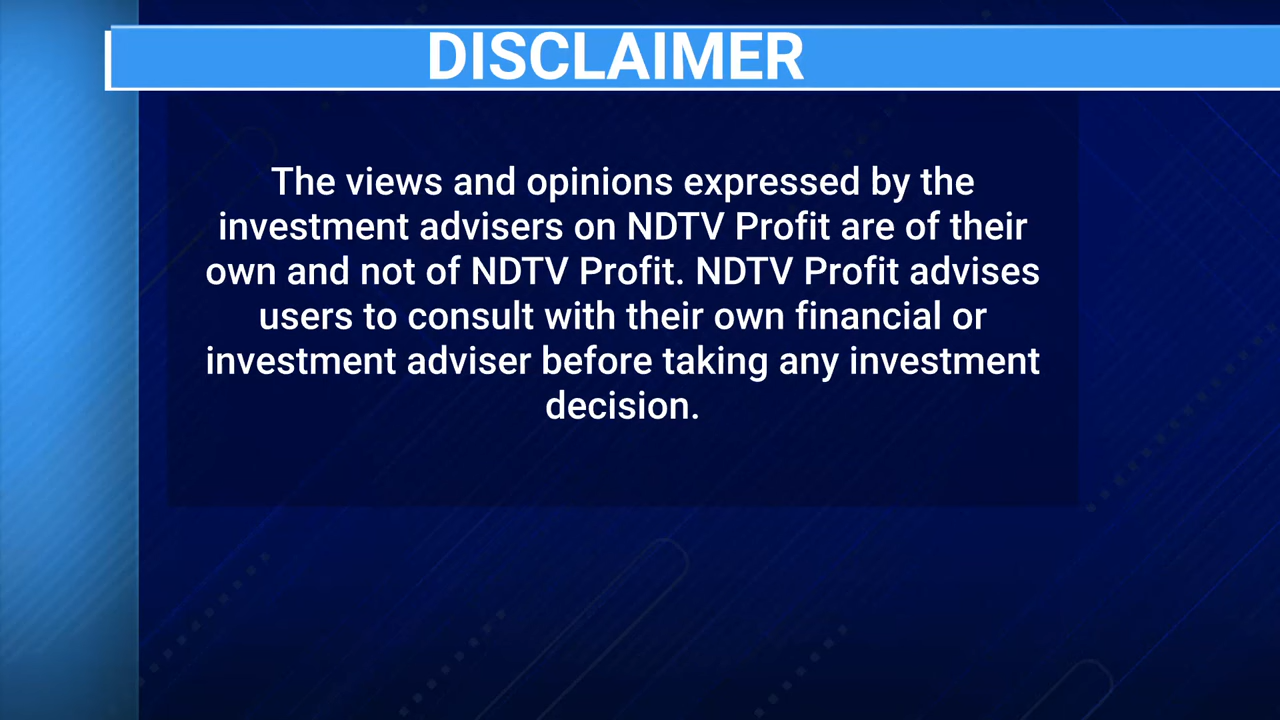 DISCLAIMER
The views and opinions expressed by the
investment advisers on NDTV Profit are of their
own and not of NDTV Profit. NDTV Profit advises
users to consult with their own financial or
investment adviser before taking any investment
decision.